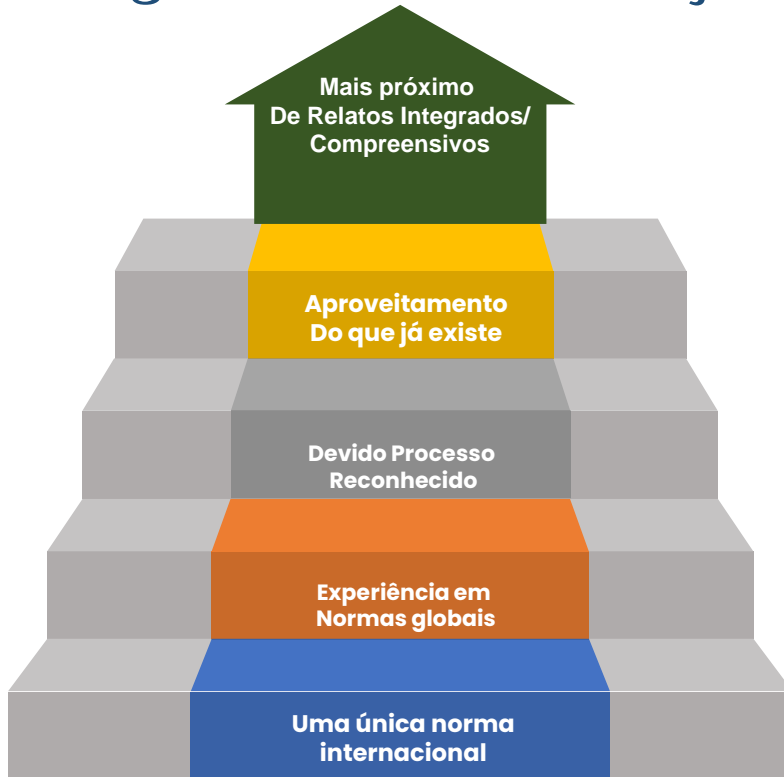 Mais próximo
De Relatos Integrados/
Compreensivos
Aproveitamento
Do que já existe
Devido Processo
Reconhecido
Experiência em
Normas globais
Uma única norma
internacional